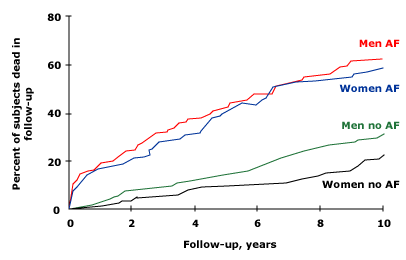 80
60
40
20
0
Percent of subjects dead in
follow-up
Men AF
Women AF
Men no AF
Women no AF
0
2
4
6
8
10
Follow-up, years